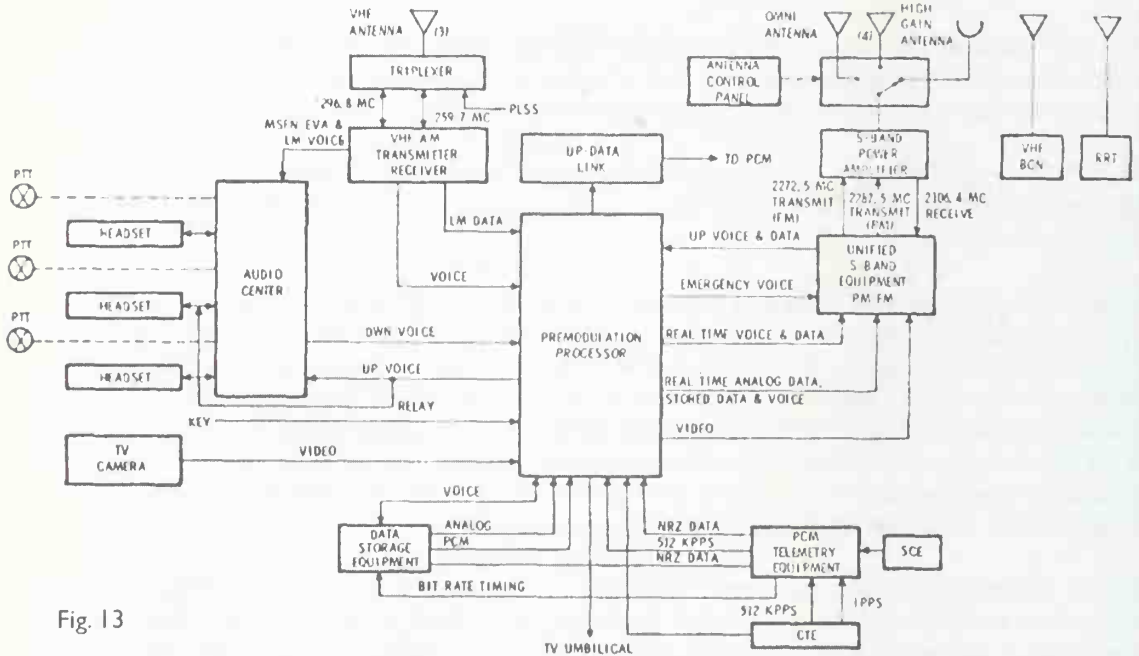 VHF
ANTENNA
(3)
TRIPLEXER
296.8 MC
259.7 MC
PLSS
MSFN EVA &
LM VOICE
VHF AM
TRANSMITTER
RECEIVER
OMNI
ANTENNA
(4)
HIGH
GAIN
ANTENNA
ANTENNA
CONTROL
PANEL
S-BAND
POWER
AMPLIFIER
VHF
BCN
RRT
UP-DATA
LINK
TO PCM
2272.5 MC
TRANSMIT
(FM)
2287.5 MC
TRANSMIT
(PM)
2106.4 MC
RECEIVE
UNIFIED
S-BAND
EQUIPMENT
PM FM
PTT
HEADSET
PTT
HEADSET
PTT
HEADSET
AUDIO
CENTER
LM DATA
VOICE
DWN VOICE
UP VOICE
RELAY
KEY
TV
CAMERA
VIDEO
PREMODULATION
PROCESSOR
UP VOICE & DATA
EMERGENCY VOICE
REAL TIME VOICE & DATA
REAL TIME ANALOG DATA,
STORED DATA & VOICE
VIDEO
VOICE
DATA
STORAGE
EQUIPMENT
ANALOG
PCM
BIT RATE TIMING
NRZ DATA
512 KPPS
NRZ DATA
PCM
TELEMETRY
EQUIPMENT
SCE
512 KPPS
1PPS
CTE
TV UMBILICAL
Fig. 13